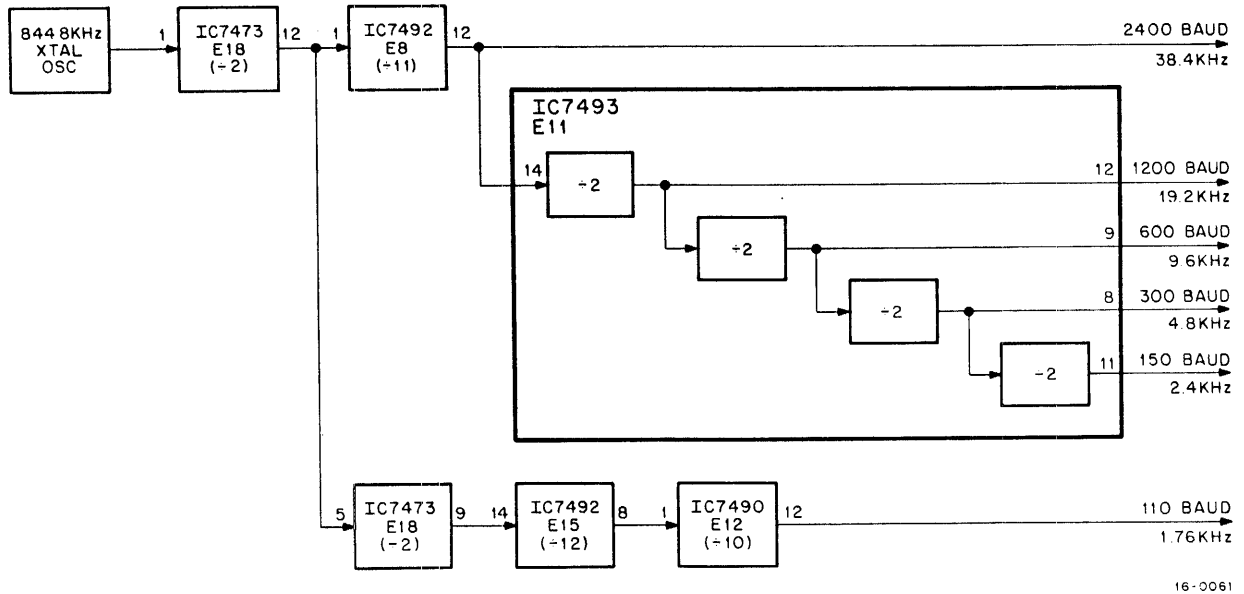 844.8KHz
XTAL
OSC
1
IC7473
E18
(÷2)
12
1
IC7492
E8
(÷11)
12
2400 BAUD
38.4KHz
IC7493
E11
14
÷2
12
1200 BAUD
19.2KHz
÷2
9
600 BAUD
9.6KHz
÷2
8
300 BAUD
4.8KHz
÷2
11
150 BAUD
2.4KHz
5
IC7473
E18
(÷2)
9
14
IC7492
E15
(÷12)
8
1
IC7490
E12
(÷10)
12
110 BAUD
1.76KHz
16-0061